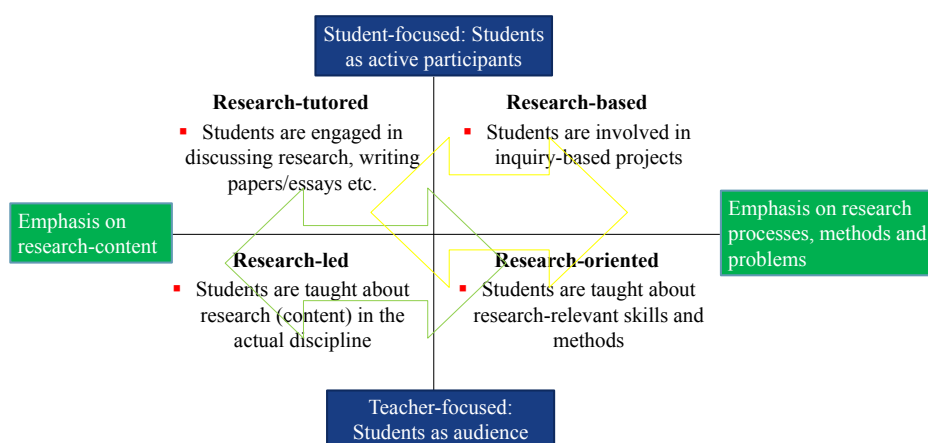 Student-focused: Students
as active participants
Research-tutored
Students are engaged in
discussing research, writing
papers/essays etc.
Research-based
Students are involved in
inquiry-based projects
Emphasis on
research-content
Emphasis on research
processes, methods and
problems
Research-led
Students are taught about
research (content) in the
actual discipline
Research-oriented
Students are taught about
research-relevant skills and
methods
Teacher-focused:
Students as audience